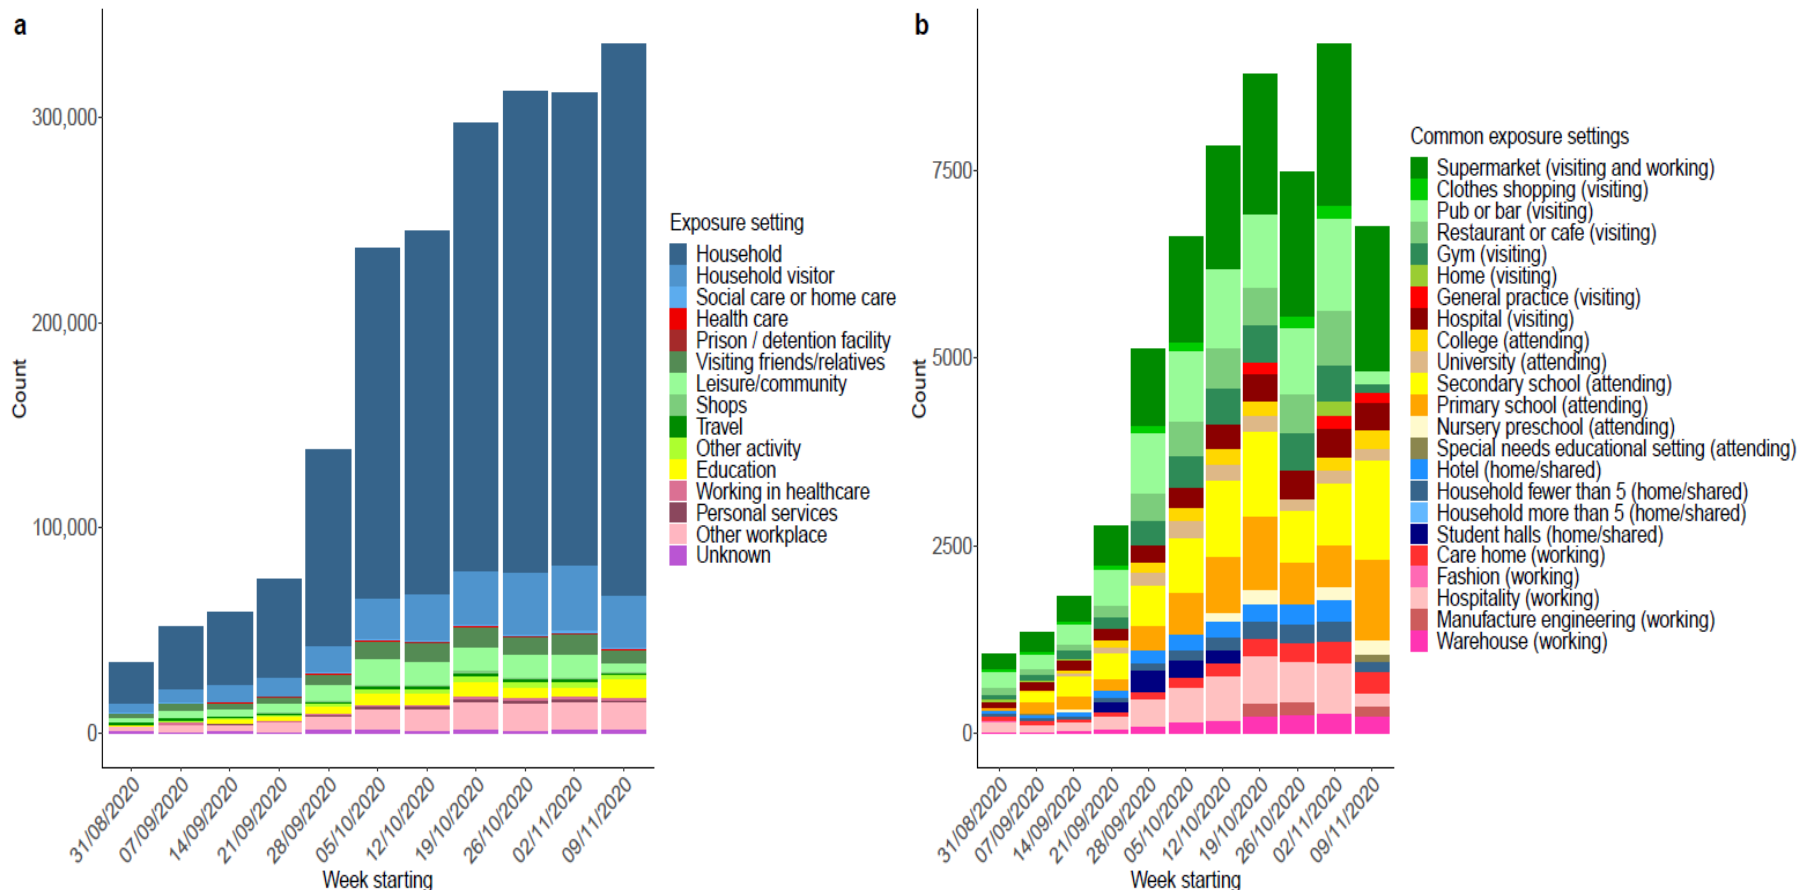 a
300,000
200,000
100,000
0
Count
31/08/2020
07/09/2020
14/09/2020
21/09/2020
28/09/2020
05/10/2020
12/10/2020
19/10/2020
26/10/2020
02/11/2020
09/11/2020
Week starting
Exposure setting
Household
Household visitor
Social care or home care
Health care
Prison / detention facility
Visiting friends/relatives
Leisure/community
Shops
Travel
Other activity
Education
Working in healthcare
Personal services
Other workplace
Unknown
b
7500
5000
2500
0
Count
31/08/2020
07/09/2020
14/09/2020
21/09/2020
28/09/2020
05/10/2020
12/10/2020
19/10/2020
26/10/2020
02/11/2020
09/11/2020
Week starting
Common exposure settings
Supermarket (visiting and working)
Clothes shopping (visiting)
Pub or bar (visiting)
Restaurant or cafe (visiting)
Gym (visiting)
Home (visiting)
General practice (visiting)
Hospital (visiting)
College (attending)
University (attending)
Secondary school (attending)
Primary school (attending)
Nursery preschool (attending)
Special needs educational setting (attending)
Hotel (home/shared)
Household fewer than 5 (home/shared)
Household more than 5 (home/shared)
Student halls (home/shared)
Care home (working)
Fashion (working)
Hospitality (working)
Manufacture engineering (working)
Warehouse (working)